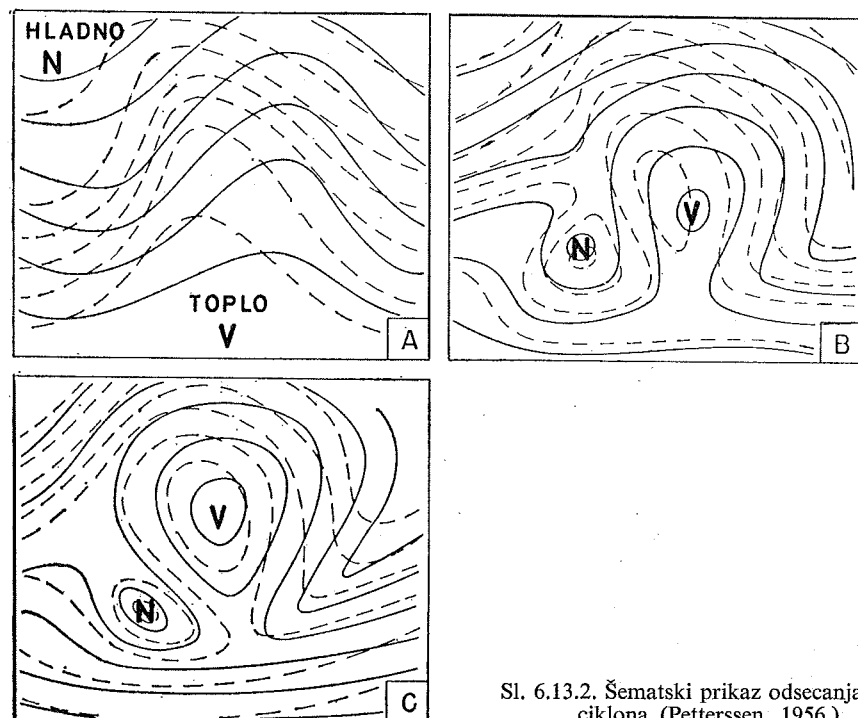 HLADNO
N
TOPLO
V
A
N
V
B
V
N
C
Sl. 6.13.2. Šematski prikaz odsecanja
ciklona (Petterssen, 1956.)